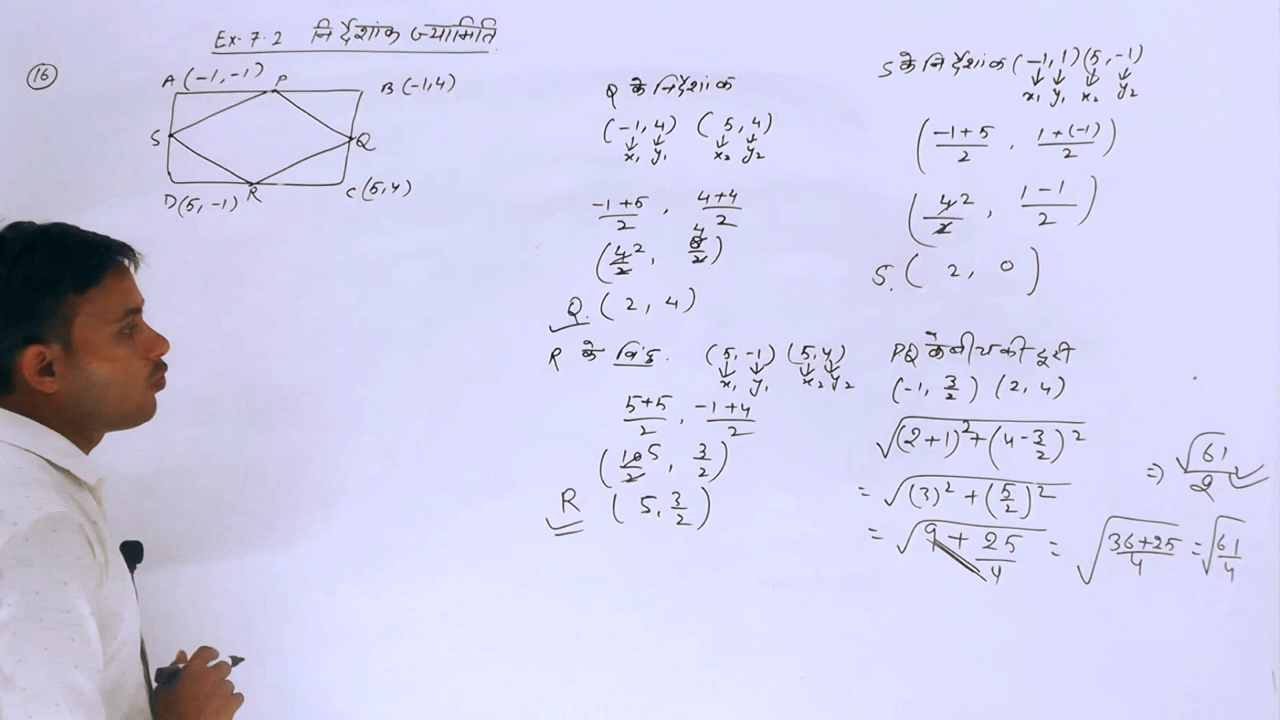 Ex-7.2 निर्देशांक ज्यामिति
16
A (-1,-1) P B (-1,4)
S Q
D(5,-1) R C (5,4)
Q के निर्देशांक
(-1, 4) (5, 4)
x₁ y₁ x₂ y₂
-1+5/2 , 4+4/2
(4/2 2, 8/2 4)
Q. (2, 4)
R के बिंदु. (5,-1) (5,4)
x₁ y₁ x₂ y₂
5+5/2 , -1+4/2
(10/2 5, 3/2)
R (5, 3/2)
S के निर्देशांक (-1, 1) (5, -1)
x₁ y₁ x₂ y₂
(-1+5/2 , 1+(-1)/2)
(4/2 2, 1-1/2)
S. (2, 0)
PQ के बीच की दूरी
(-1, 3/2) (2, 4)
√(2+1)²+(4-3/2)²
= √(3)²+(5/2)²
= √9+25/4 = √36+25/4 = √61/4
⇒ √61/2